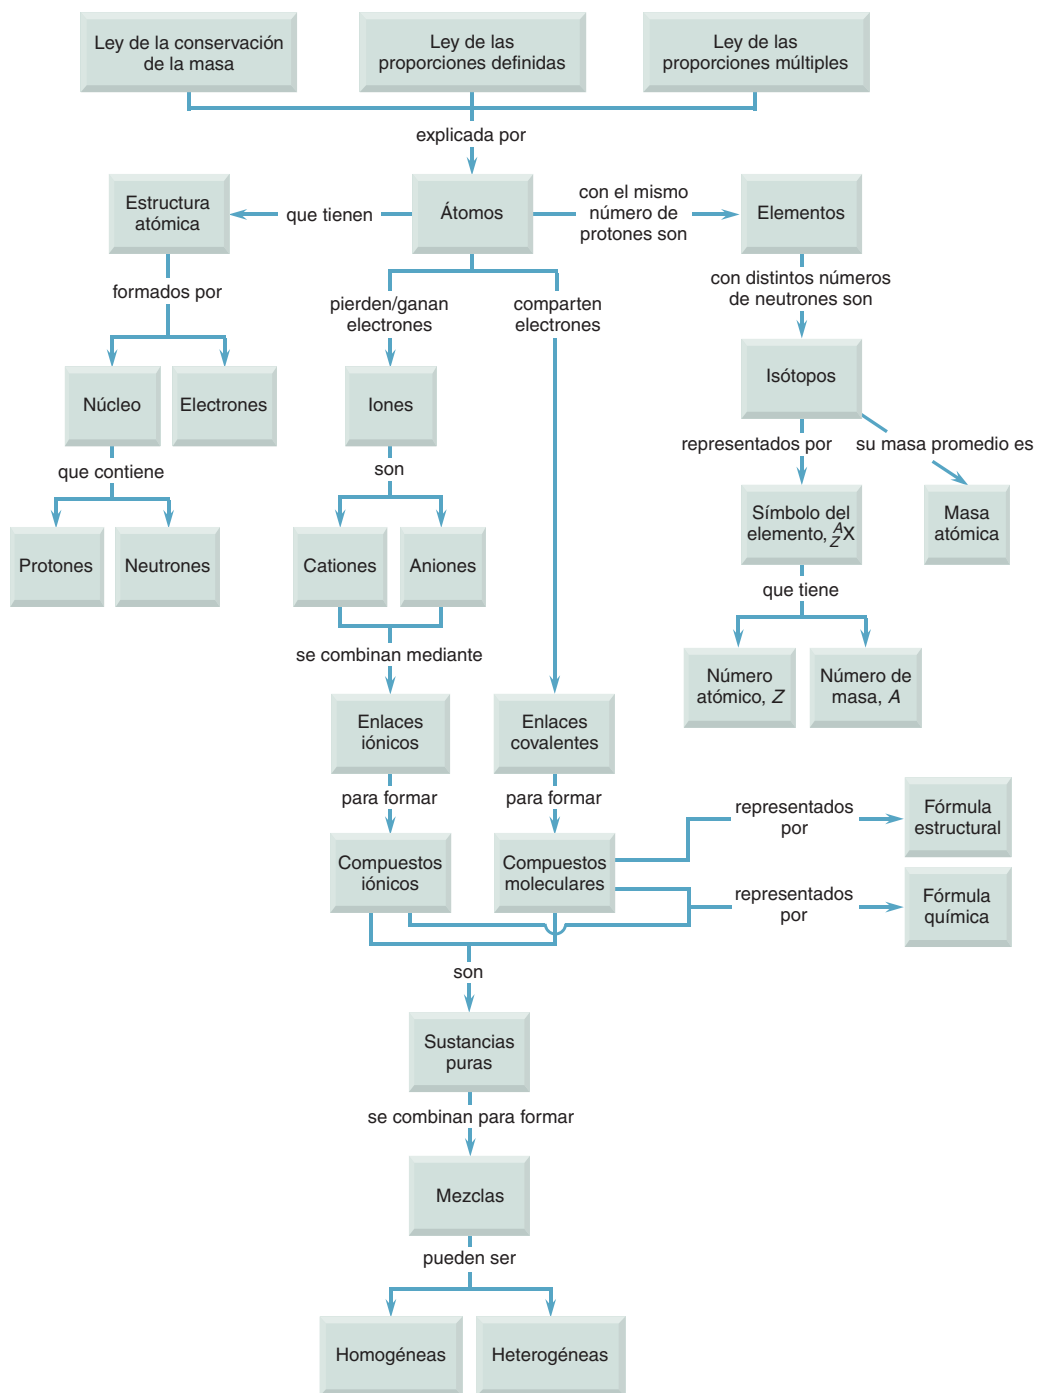 Ley de la conservación
de la masa
Ley de las
proporciones definidas
Ley de las
proporciones múltiples
explicada por
Estructura
atómica
que tienen
Átomos
con el mismo
número de
protones son
Elementos
formados por
pierden/ganan
electrones
comparten
electrones
con distintos números
de neutrones son
Núcleo
Electrones
Iones
Isótopos
que contiene
son
representados por
su masa promedio es
Protones
Neutrones
Cationes
Aniones
Símbolo del
elemento, ᴬ_ZX
Masa
atómica
que tiene
se combinan mediante
Número
atómico, Z
Número de
masa, A
Enlaces
iónicos
Enlaces
covalentes
para formar
para formar
representados
por
Fórmula
estructural
Compuestos
iónicos
Compuestos
moleculares
representados
por
Fórmula
química
son
Sustancias
puras
se combinan para formar
Mezclas
pueden ser
Homogéneas
Heterogéneas